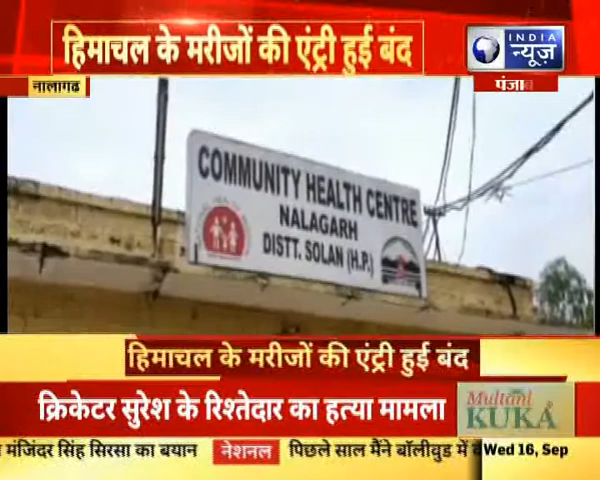 हिमाचल के मरीजों की एंट्री हुई बंद
INDIA
न्यूज़
नालागढ
पंजाब
COMMUNITY HEALTH CENTRE
NALAGARH
DISTT. SOLAN (H.P.)
हिमाचल के मरीजों की एंट्री हुई बंद
क्रिकेटर सुरेश के रिश्तेदार का हत्या मामला
Multani
KUKA
मंजिंदर सिंह सिरसा का बयान
नेशनल
पिछले साल मैंने बॉलीवुड में
Wed 16, Sep